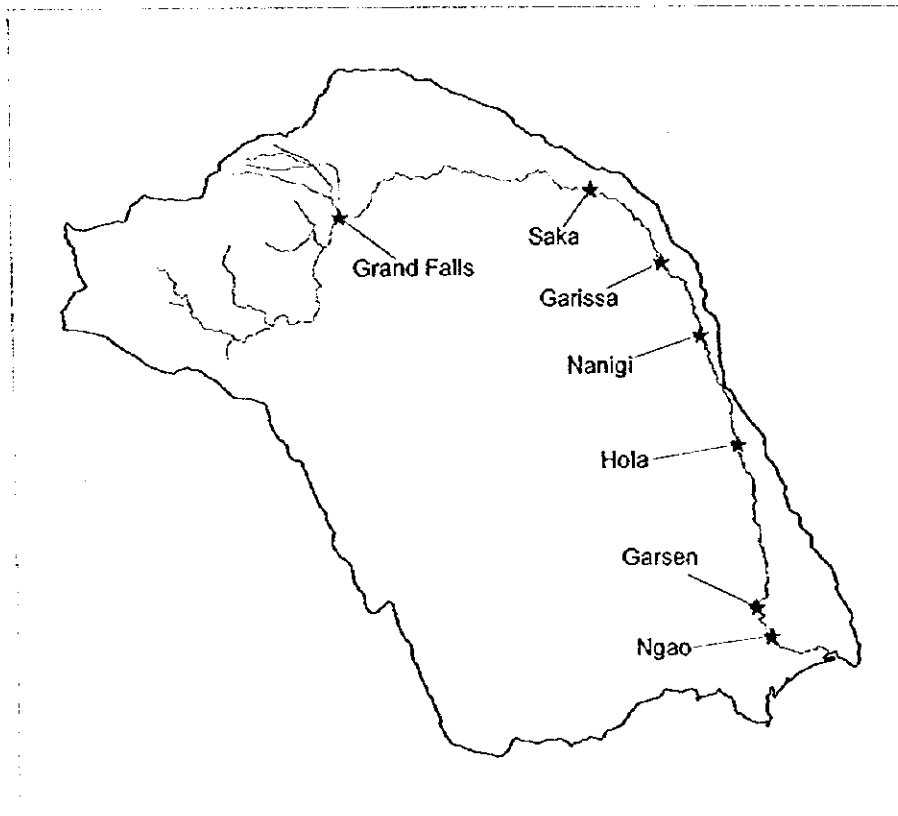 Saka
Grand Falls
Garissa
Nanigi
Hola
Garsen
Ngao